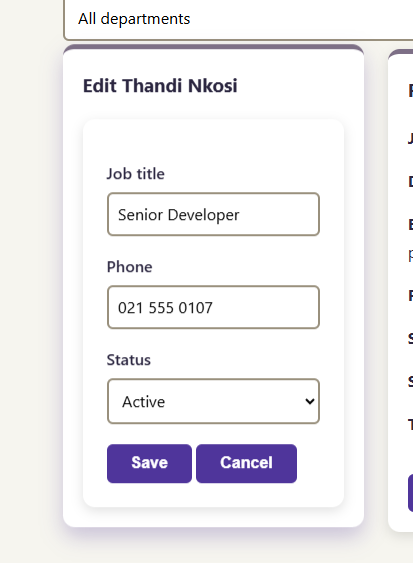 All departments
Edit Thandi Nkosi
Job title
Senior Developer
Phone
021 555 0107
Status
Active
Save Cancel